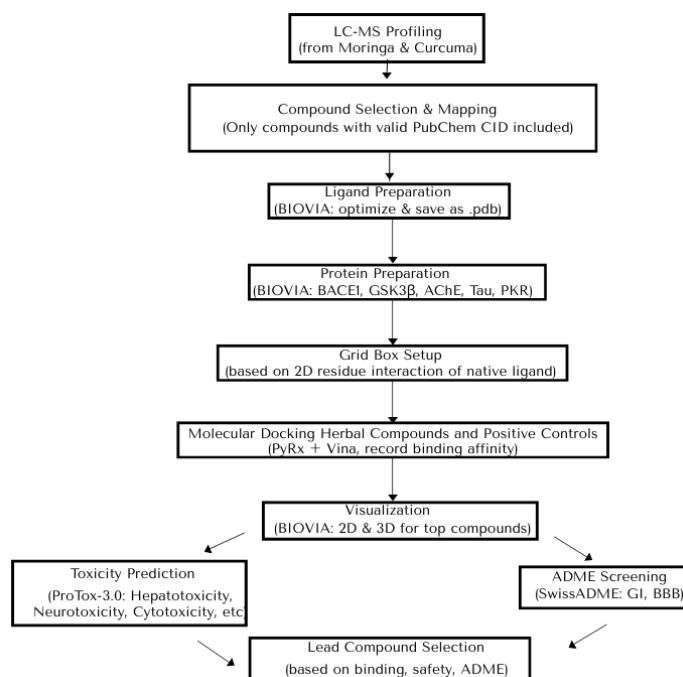 LC-MS Profiling
(from Moringa & Curcuma)
Compound Selection & Mapping
(Only compounds with valid PubChem CID included)
Ligand Preparation
(BIOVIA: optimize & save as .pdb)
Protein Preparation
(BIOVIA: BACE1, GSK3β, AChE, Tau, PKR)
Grid Box Setup
(based on 2D residue interaction of native ligand)
Molecular Docking Herbal Compounds and Positive Controls
(PyRx + Vina, record binding affinity)
Visualization
(BIOVIA: 2D & 3D for top compounds)
Toxicity Prediction
(ProTox-3.0: Hepatotoxicity,
Neurotoxicity, Cytotoxicity, etc)
ADME Screening
(SwissADME: GI, BBB)
Lead Compound Selection
(based on binding, safety, ADME)